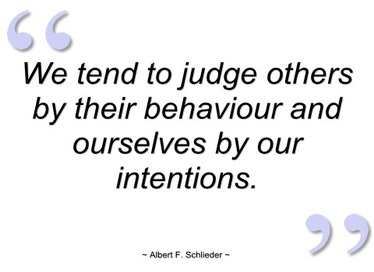 We tend to judge others
by their behaviour and
ourselves by our
intentions.
~ Albert F. Schlieder ~